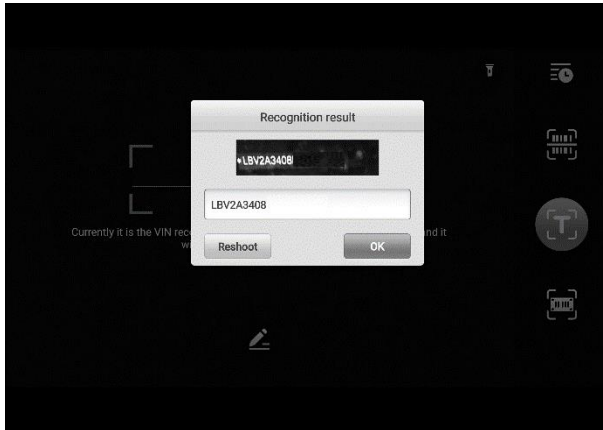 Recognition result
*LBV2A3408
LBV2A3408
Currently it is the VIN rec
nd it
wi
Reshoot
OK
T